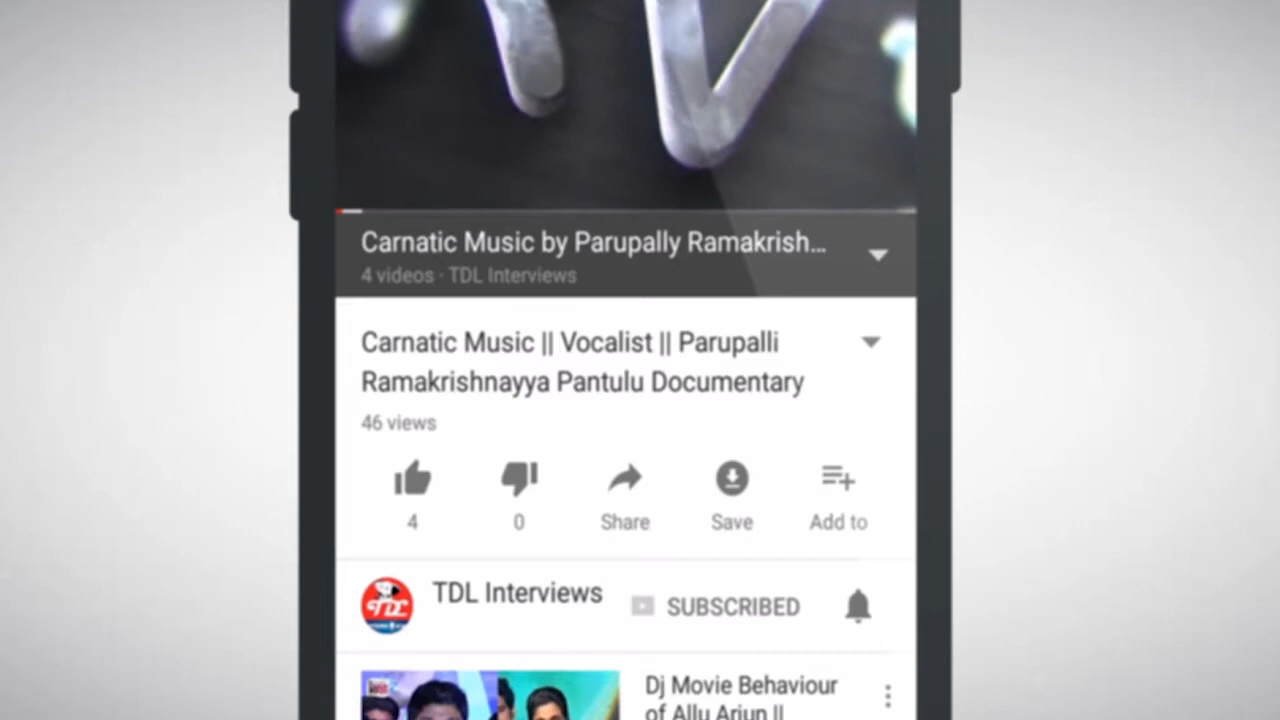 Carnatic Music by Parupally Ramakrish...
4 videos · TDL Interviews
Carnatic Music || Vocalist || Parupalli
Ramakrishnayya Pantulu Documentary
46 views
4
0
Share
Save
Add to
TDL
TDL Interviews
SUBSCRIBED
Dj Movie Behaviour
of Allu Arjun ||